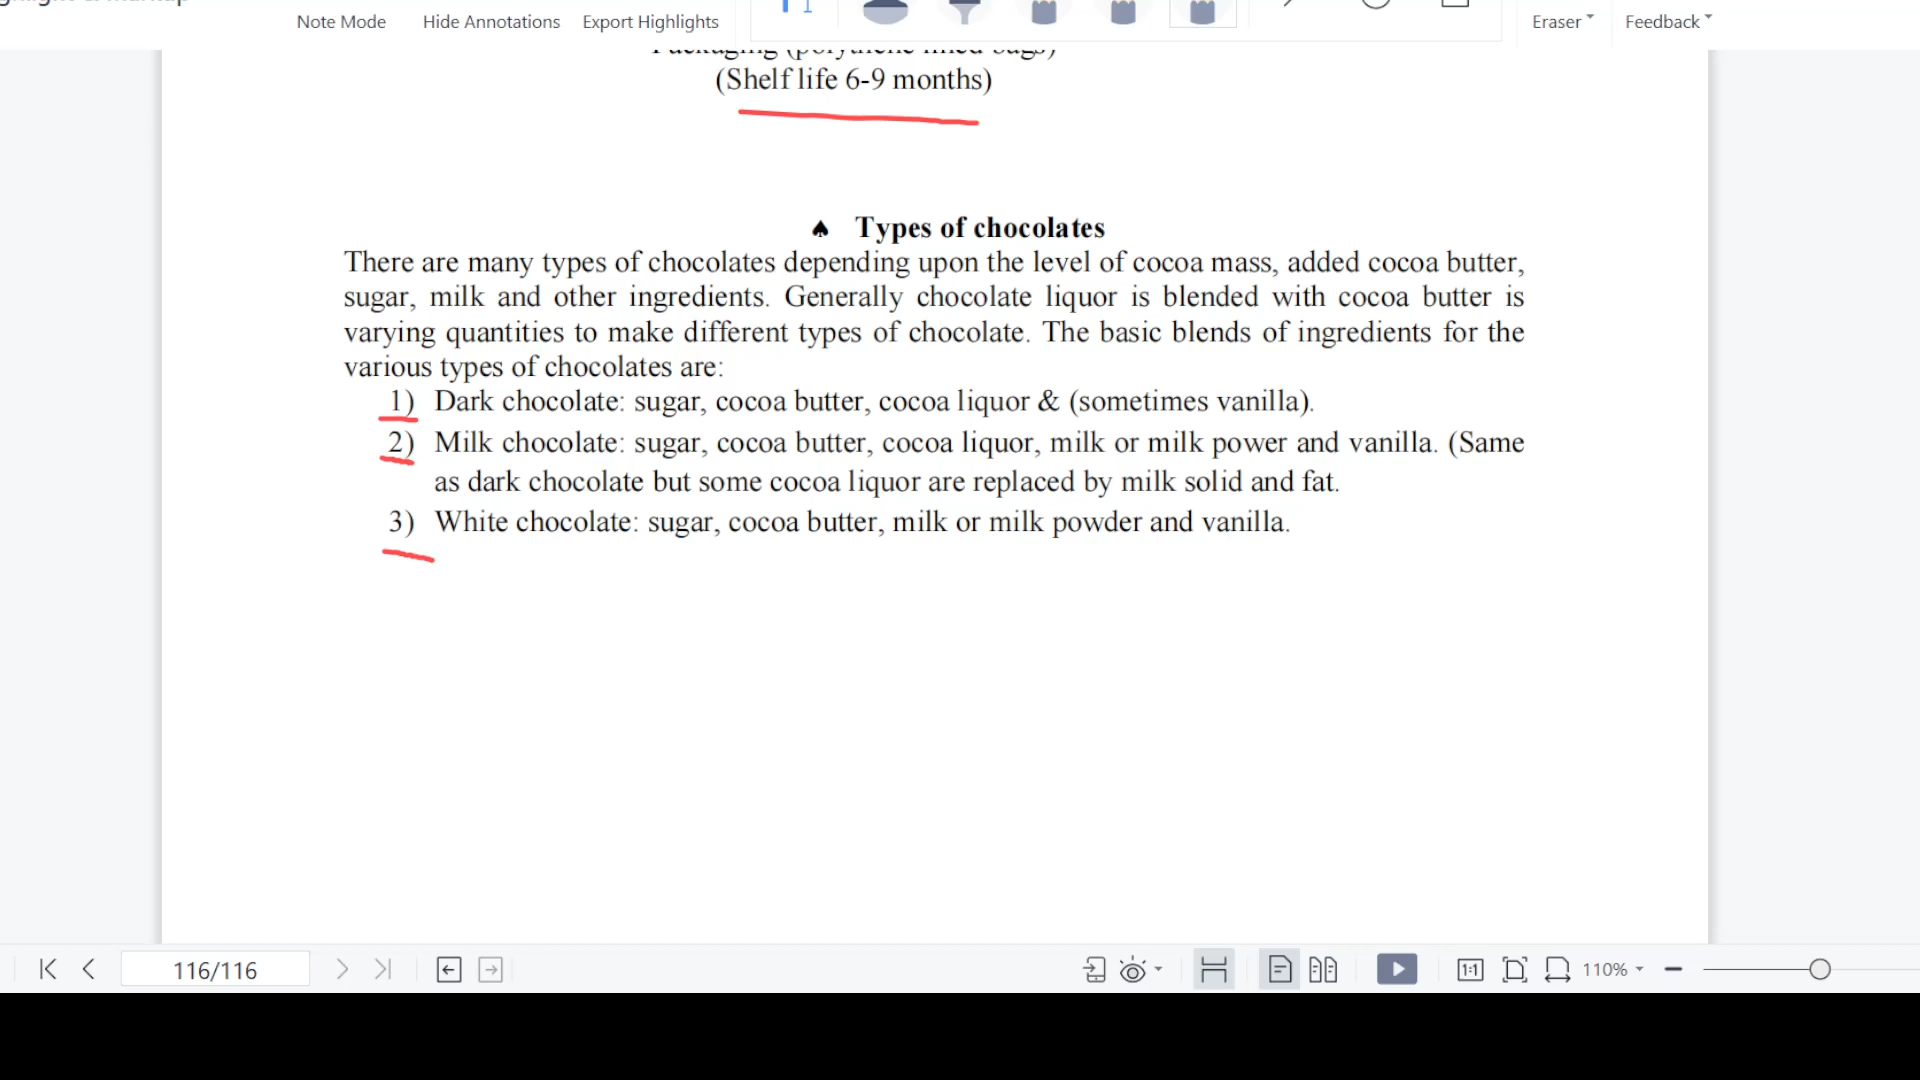 Note Mode Hide Annotations Export Highlights Eraser Feedback
Packaging (polythene lined bags)
(Shelf life 6-9 months)
♠ Types of chocolates
There are many types of chocolates depending upon the level of cocoa mass, added cocoa butter,
sugar, milk and other ingredients. Generally chocolate liquor is blended with cocoa butter is
varying quantities to make different types of chocolate. The basic blends of ingredients for the
various types of chocolates are:
1) Dark chocolate: sugar, cocoa butter, cocoa liquor & (sometimes vanilla).
2) Milk chocolate: sugar, cocoa butter, cocoa liquor, milk or milk power and vanilla. (Same
as dark chocolate but some cocoa liquor are replaced by milk solid and fat.
3) White chocolate: sugar, cocoa butter, milk or milk powder and vanilla.
116/116 1:1 110%